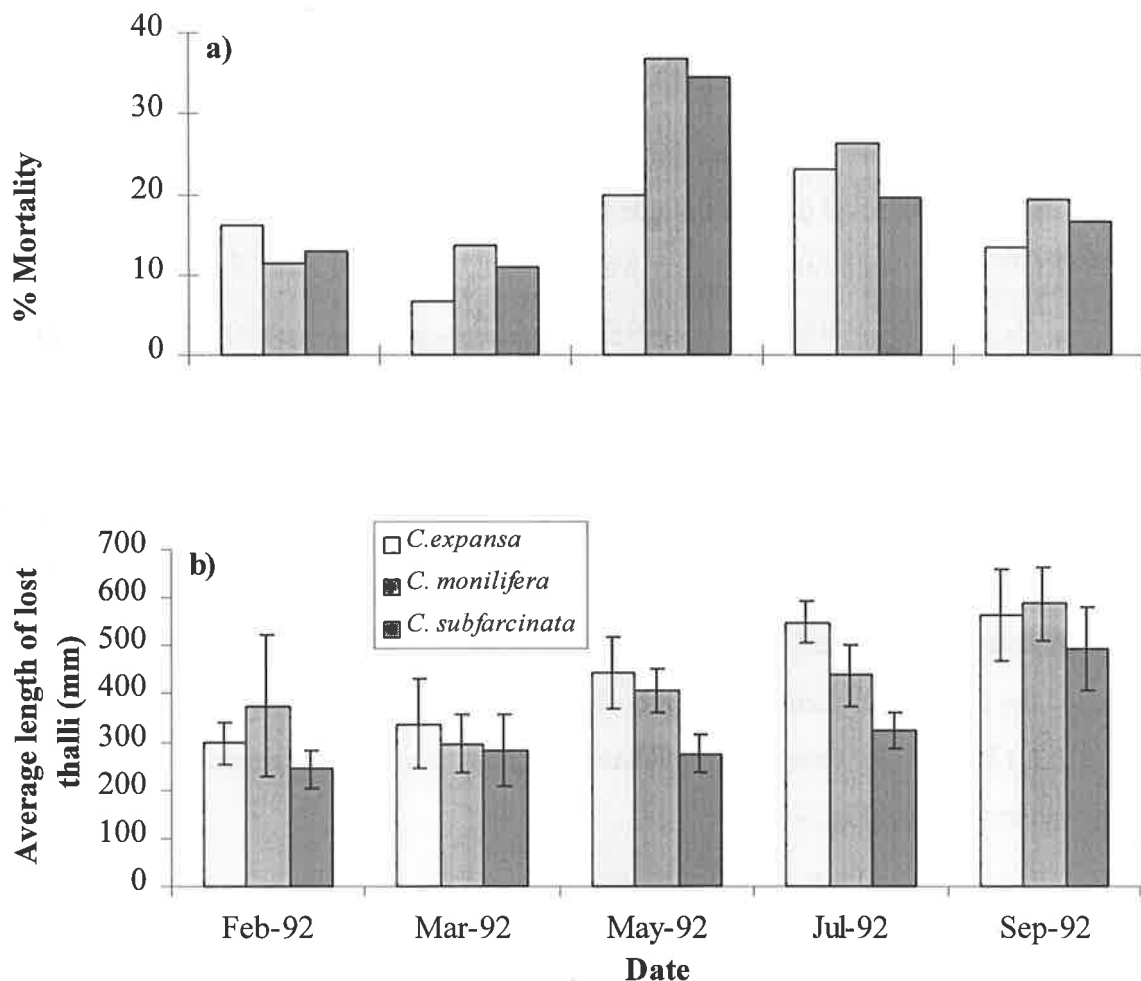 a)
40
30
20
10
0
% Mortality
b)
C.expansa
C. monilifera
C. subfarcinata
700
600
500
400
300
200
100
0
Average length of lost
thalli (mm)
Feb-92 Mar-92 May-92 Jul-92 Sep-92
Date